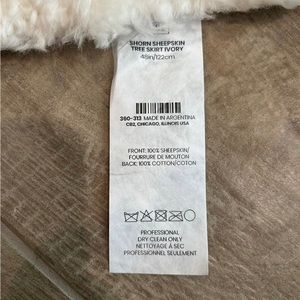 SHORN SHEEPSKIN
TREE SKIRT IVORY
48in/122cm
360-313 MADE IN ARGENTINA
CB2, CHICAGO, ILLINOIS USA
FRONT: 100% SHEEPSKIN/
FOURRURE DE MOUTON
BACK: 100% COTTON/COTON
PROFESSIONAL
DRY CLEAN ONLY
NETTOYAGE À SEC
PROFESSIONNEL SEULEMENT